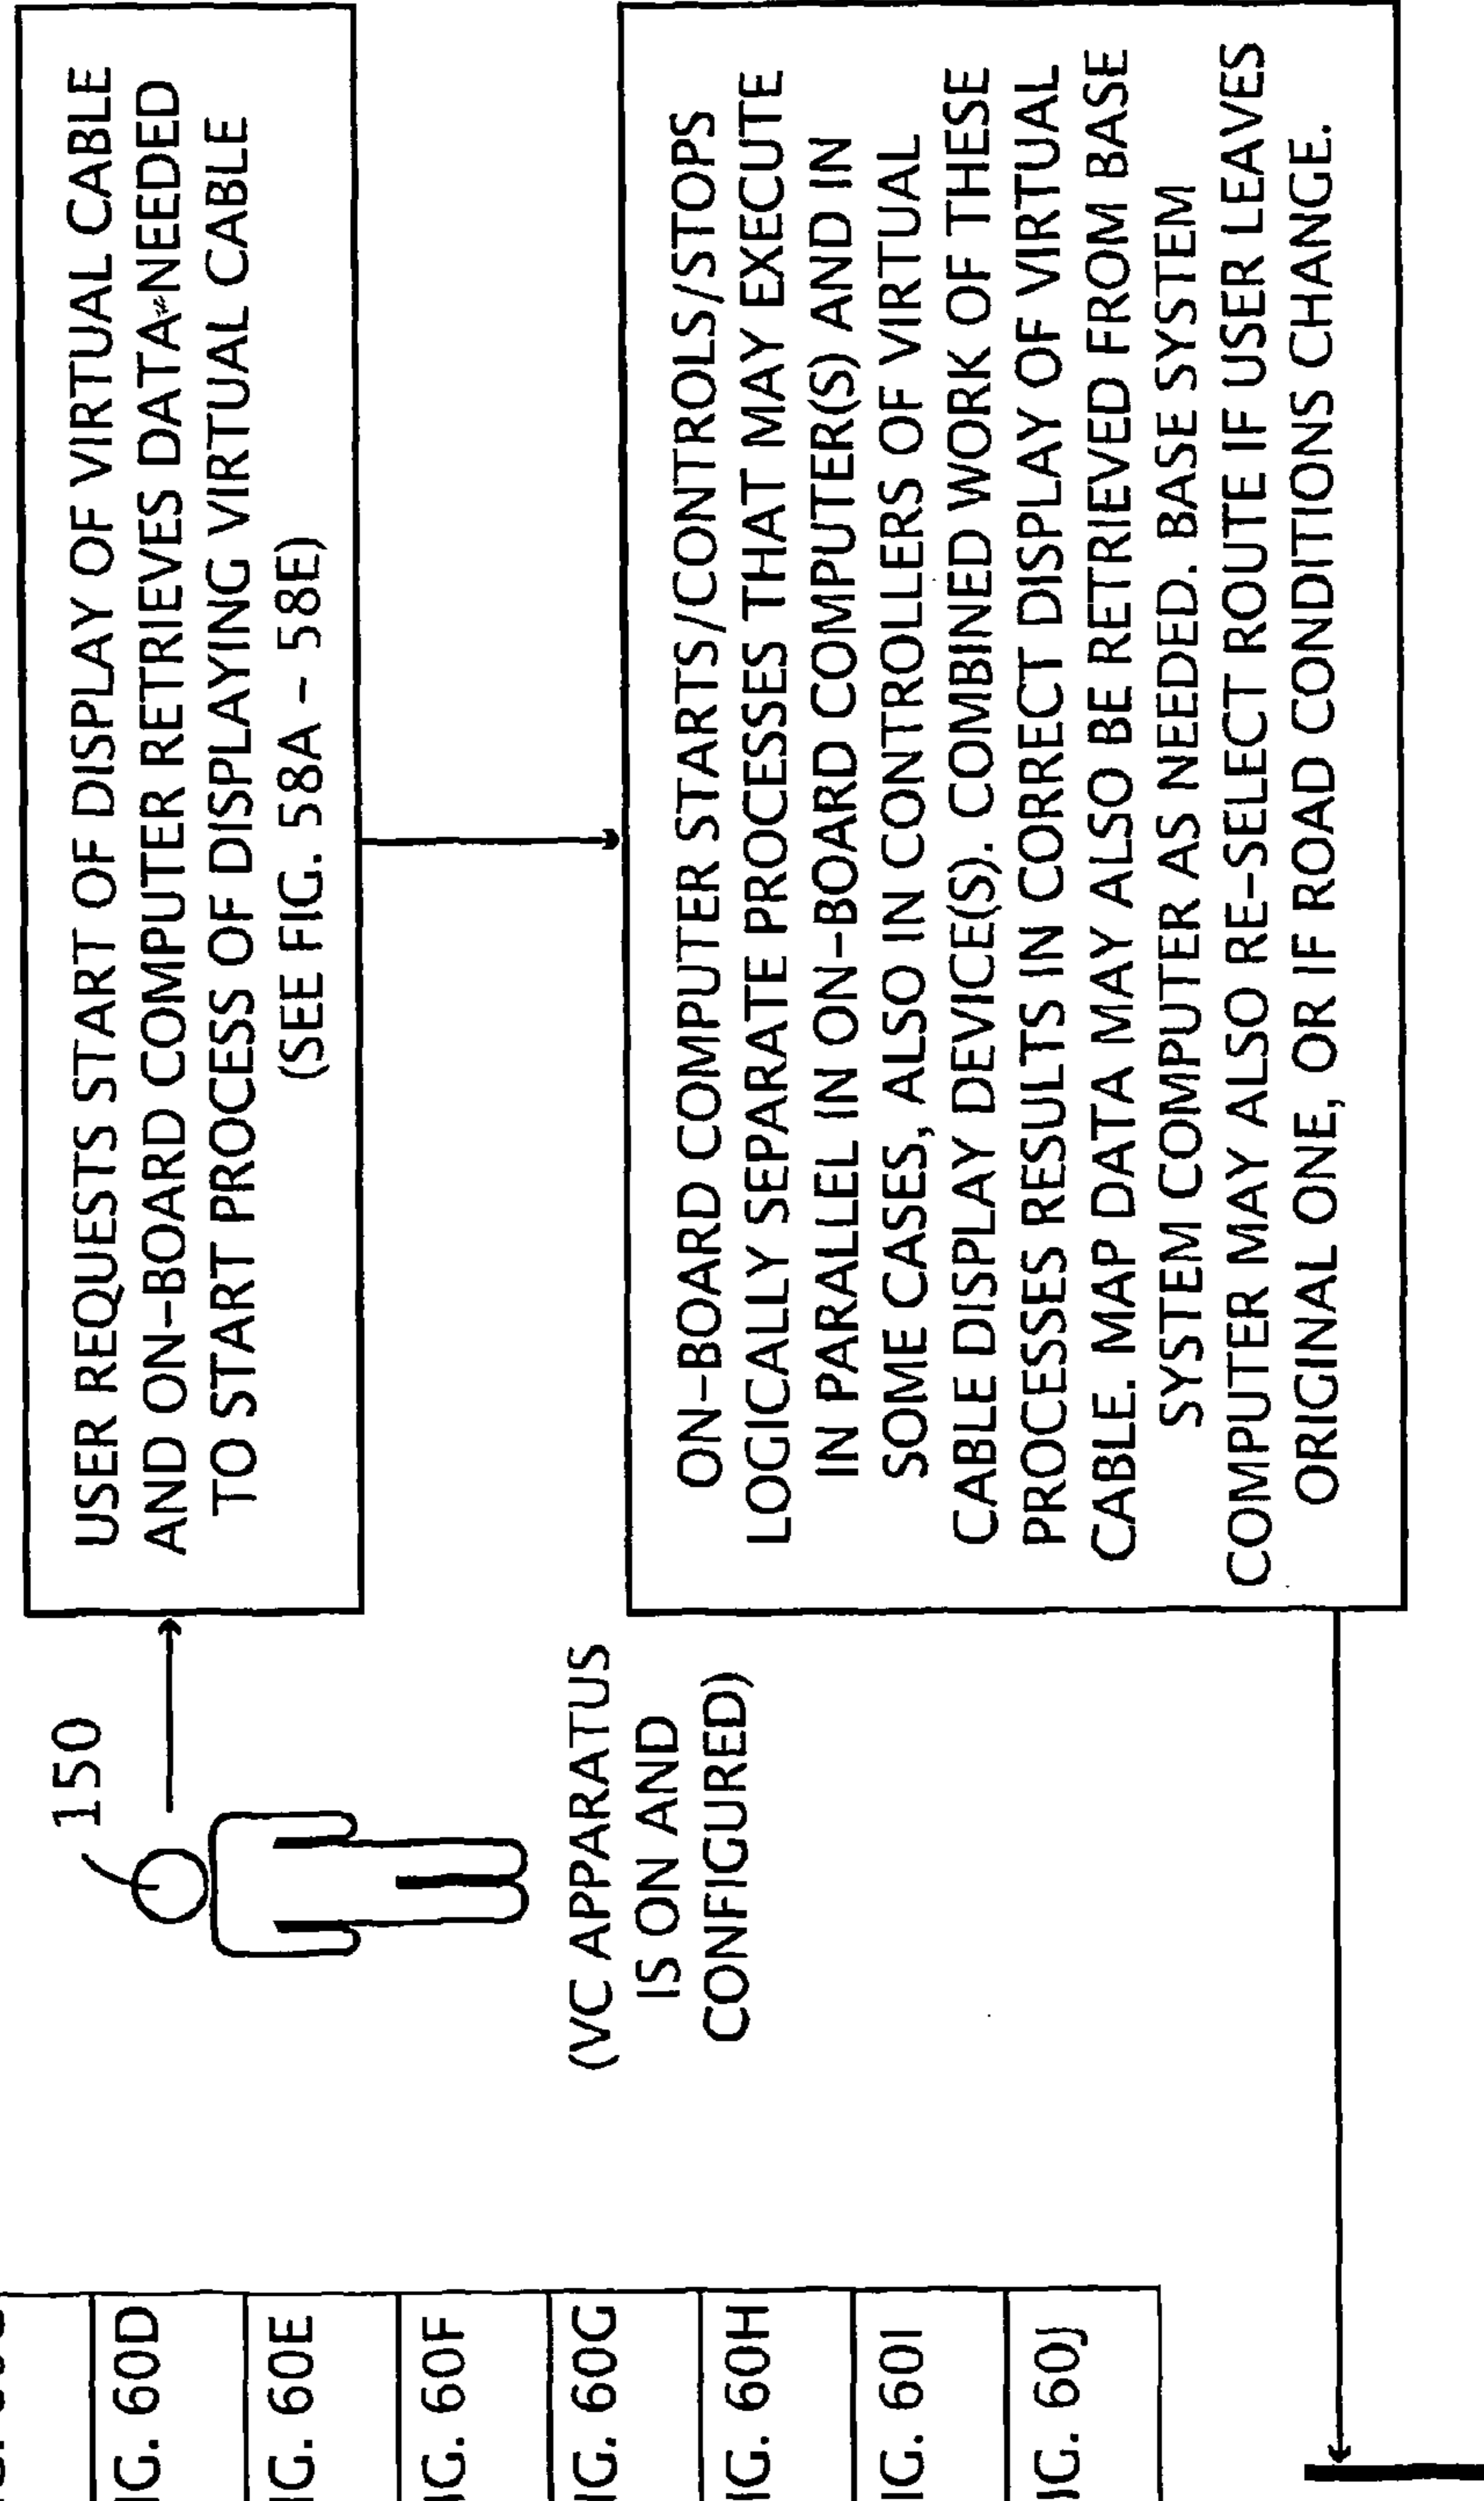 USER REQUESTS START OF DISPLAY OF VIRTUAL CABLE
AND ON-BOARD COMPUTER RETRIEVES DATA NEEDED
TO START PROCESS OF DISPLAYING VIRTUAL CABLE
(SEE FIG. 58A - 58E)
150
(VC APPARATUS
IS ON AND
CONFIGURED)
ON-BOARD COMPUTER STARTS/CONTROLS/STOPS
LOGICALLY SEPARATE PROCESSES THAT MAY EXECUTE
IN PARALLEL IN ON-BOARD COMPUTER(S) AND IN
SOME CASES, ALSO IN CONTROLLERS OF VIRTUAL
CABLE DISPLAY DEVICE(S). COMBINED WORK OF THESE
PROCESSES RESULTS IN CORRECT DISPLAY OF VIRTUAL
CABLE. MAP DATA MAY ALSO BE RETRIEVED FROM BASE
SYSTEM COMPUTER AS NEEDED. BASE SYSTEM
COMPUTER MAY ALSO RE-SELECT ROUTE IF USER LEAVES
ORIGINAL ONE, OR IF ROAD CONDITIONS CHANGE.
IG. 60D
IG. 60E
IG. 60F
IG. 60G
IG. 60H
IG. 60I
IG. 60J